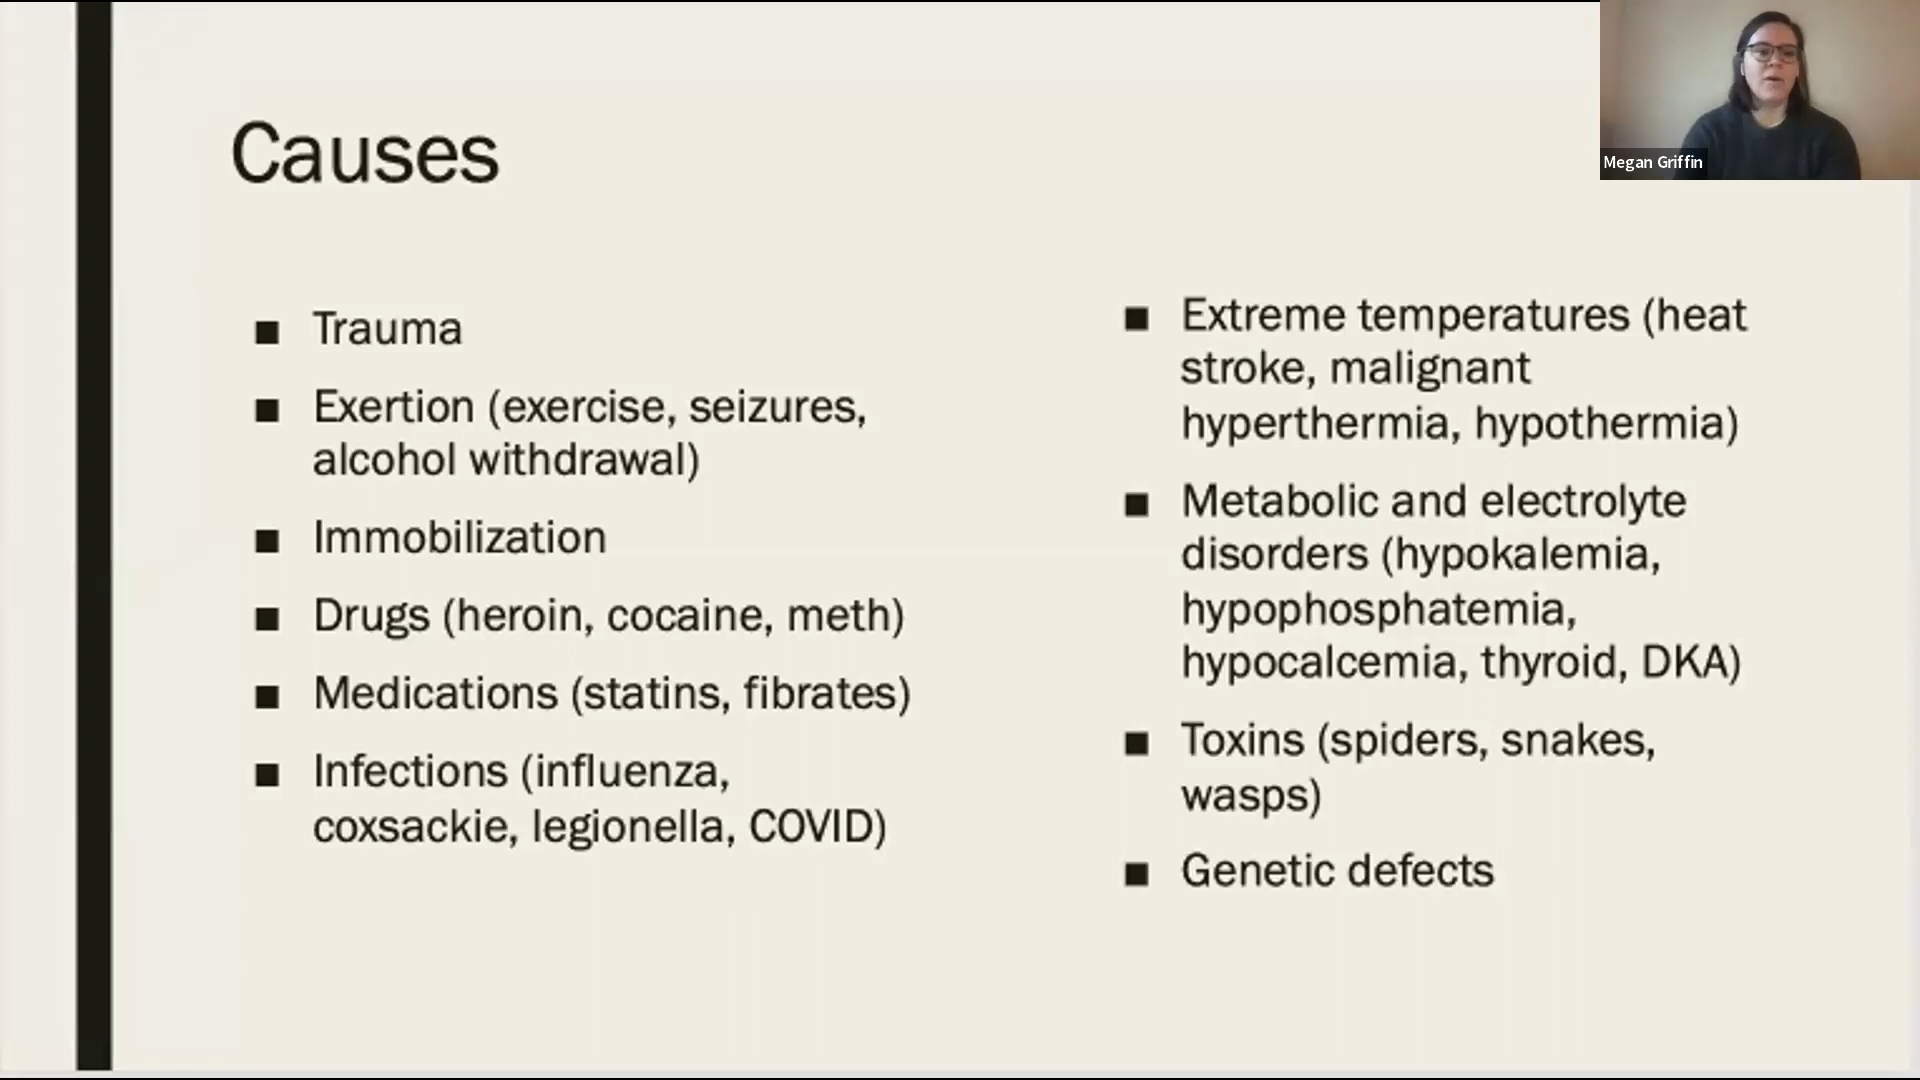 Causes
■ Trauma
■ Exertion (exercise, seizures,
alcohol withdrawal)
■ Immobilization
■ Drugs (heroin, cocaine, meth)
■ Medications (statins, fibrates)
■ Infections (influenza,
coxsackie, legionella, COVID)
■ Extreme temperatures (heat
stroke, malignant
hyperthermia, hypothermia)
■ Metabolic and electrolyte
disorders (hypokalemia,
hypophosphatemia,
hypocalcemia, thyroid, DKA)
■ Toxins (spiders, snakes,
wasps)
■ Genetic defects
Megan Griffin